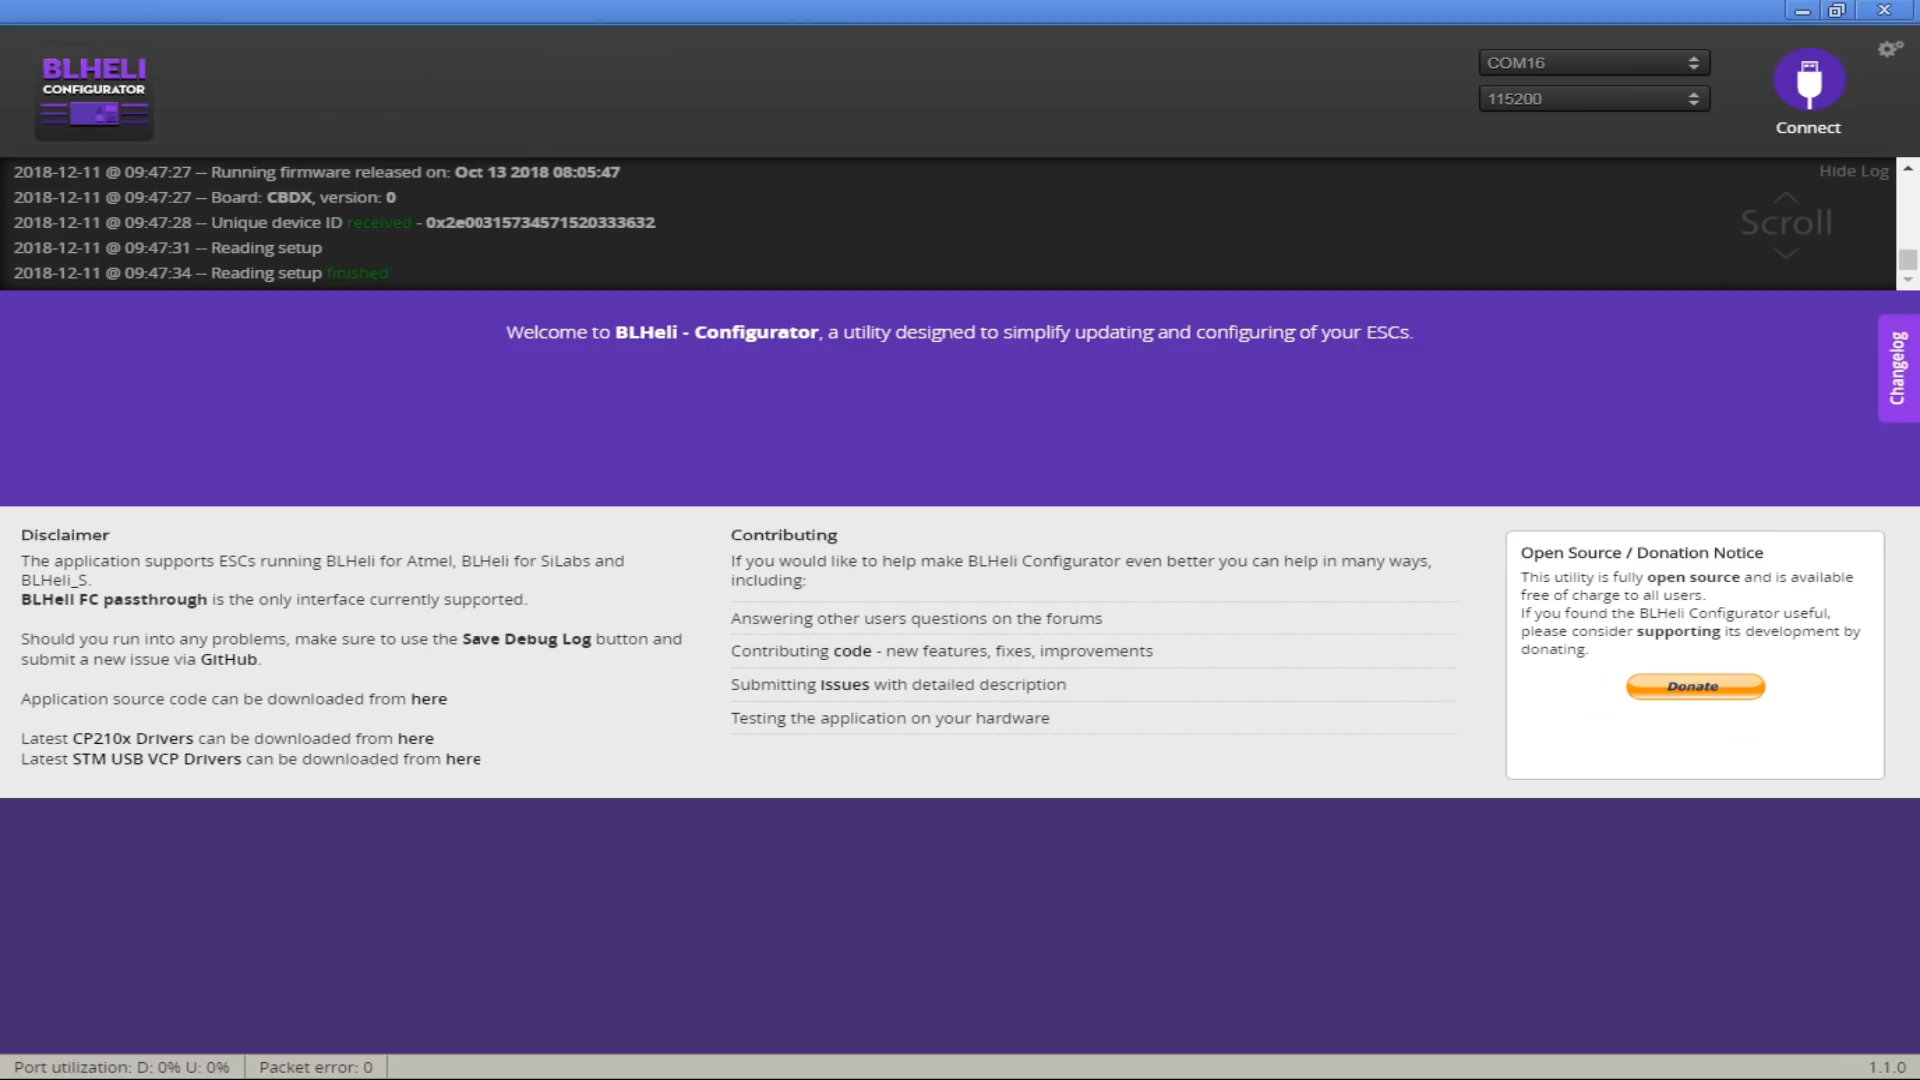 BLHELI
CONFIGURATOR
COM16
115200
Connect
2018-12-11 @ 09:47:27 -- Running firmware released on: Oct 13 2018 08:05:47
2018-12-11 @ 09:47:27 -- Board: CBDX, version: 0
2018-12-11 @ 09:47:28 -- Unique device ID received - 0x2e00315734571520333632
2018-12-11 @ 09:47:31 -- Reading setup
2018-12-11 @ 09:47:34 -- Reading setup finished
Hide Log
Scroll
Welcome to BLHeli - Configurator, a utility designed to simplify updating and configuring of your ESCs.
Changelog
Disclaimer
The application supports ESCs running BLHeli for Atmel, BLHeli for SiLabs and
BLHeli_S.
BLHeli FC passthrough is the only interface currently supported.
Should you run into any problems, make sure to use the Save Debug Log button and
submit a new issue via GitHub.
Application source code can be downloaded from here
Latest CP210x Drivers can be downloaded from here
Latest STM USB VCP Drivers can be downloaded from here
Contributing
If you would like to help make BLHeli Configurator even better you can help in many ways,
including:
Answering other users questions on the forums
Contributing code - new features, fixes, improvements
Submitting issues with detailed description
Testing the application on your hardware
Open Source / Donation Notice
This utility is fully open source and is available
free of charge to all users.
If you found the BLHeli Configurator useful,
please consider supporting its development by
donating.
Donate
Port utilization: D: 0% U: 0%
Packet error: 0
1.1.0